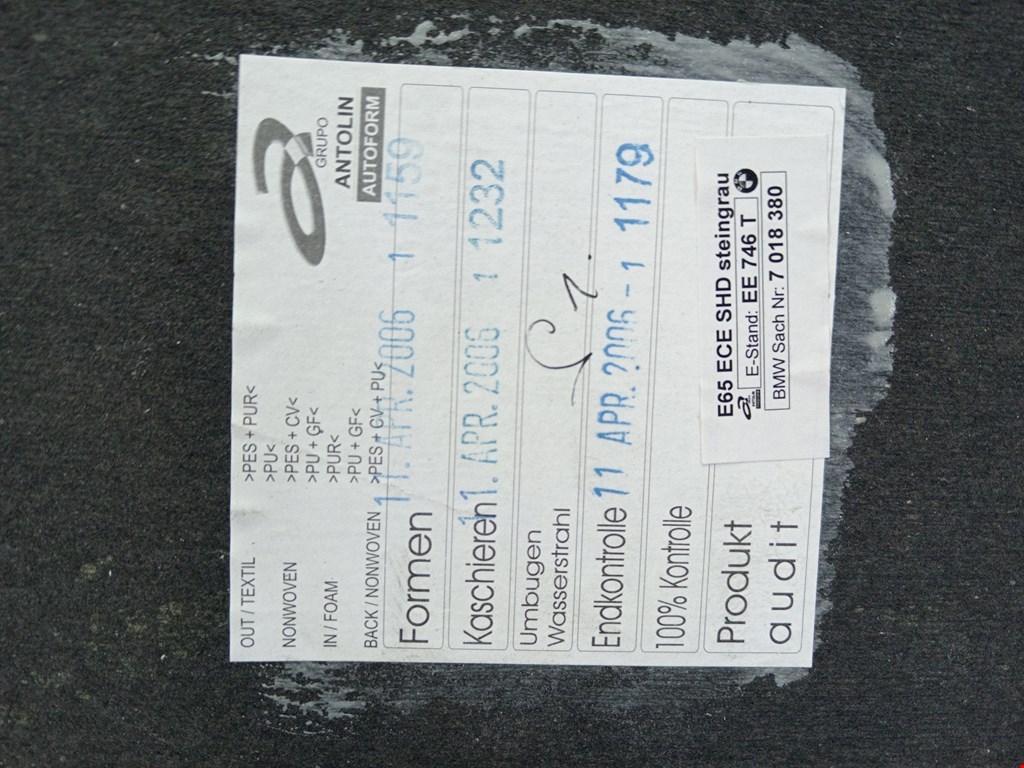 OUT / TEXTIL >PES + PUR<
>PU<
NONWOVEN >PES + CV<
>PU + GF<
IN / FOAM >PUR<
>PU + GF<
BACK / NONWOVEN >PES + CV + PU<
GRUPO
ANTOLIN
AUTOFORM
11. APR. 2006 1 1159
Formen
Kaschieren 11. APR. 2006 1 1232
Umbugen
Wasserstrahl
Endkontrolle 11 APR. 2006 - 1 1179
100% Kontrolle
Produkt
audit
E65 ECE SHD steingrau
E-Stand: EE 746 T
BMW Sach Nr: 7 018 380